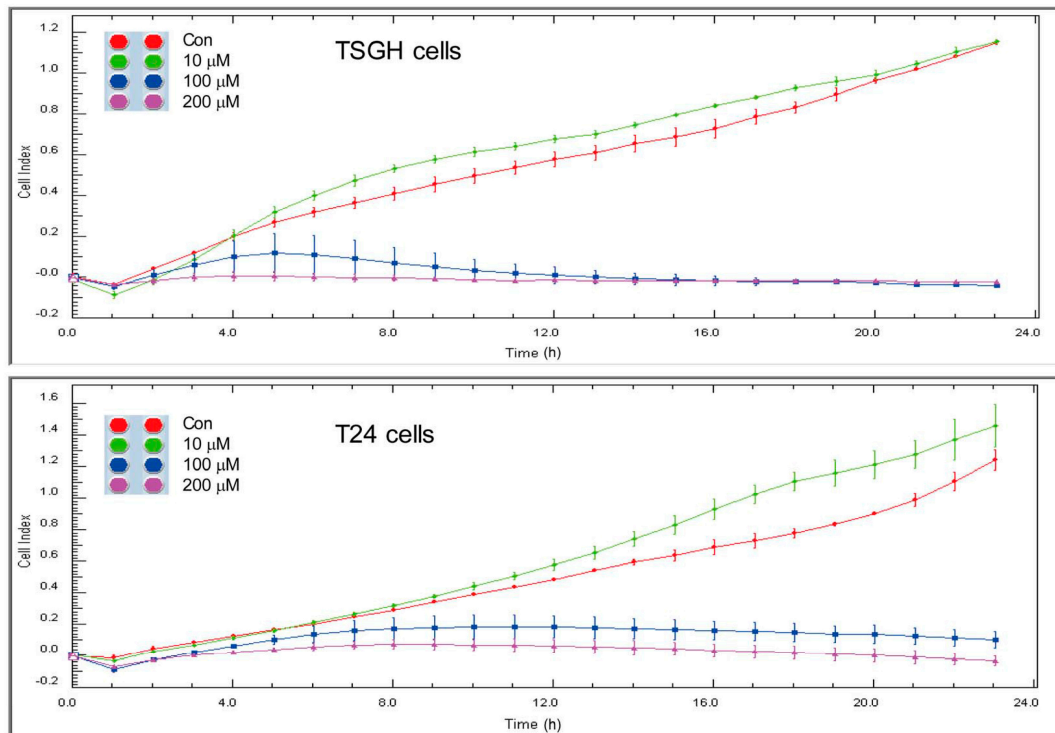 1.2
1.0
0.8
0.6
0.4
0.2
-0.0
-0.2
Cell Index
Con
10 μM
100 μM
200 μM
TSGH cells
0.0 4.0 8.0 12.0 16.0 20.0 24.0
Time (h)
1.6
1.4
1.2
1.0
0.8
0.6
0.4
0.2
0.0
-0.2
Cell Index
Con
10 μM
100 μM
200 μM
T24 cells
0.0 4.0 8.0 12.0 16.0 20.0 24.0
Time (h)